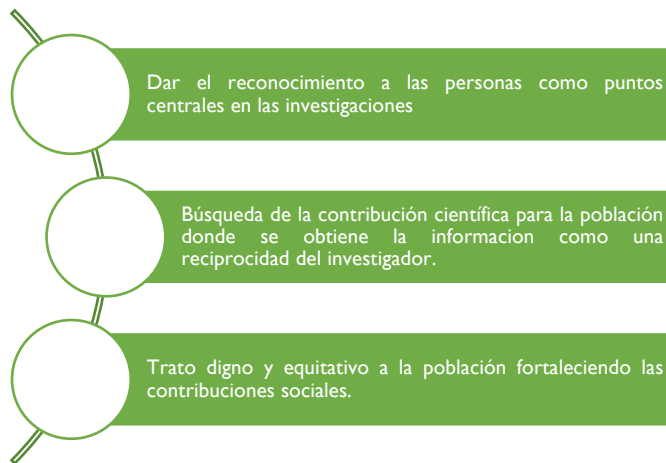 Dar el reconocimiento a las personas como puntos
centrales en las investigaciones
Búsqueda de la contribución científica para la población
donde se obtiene la informacion como una
reciprocidad del investigador.
Trato digno y equitativo a la población fortaleciendo las
contribuciones sociales.